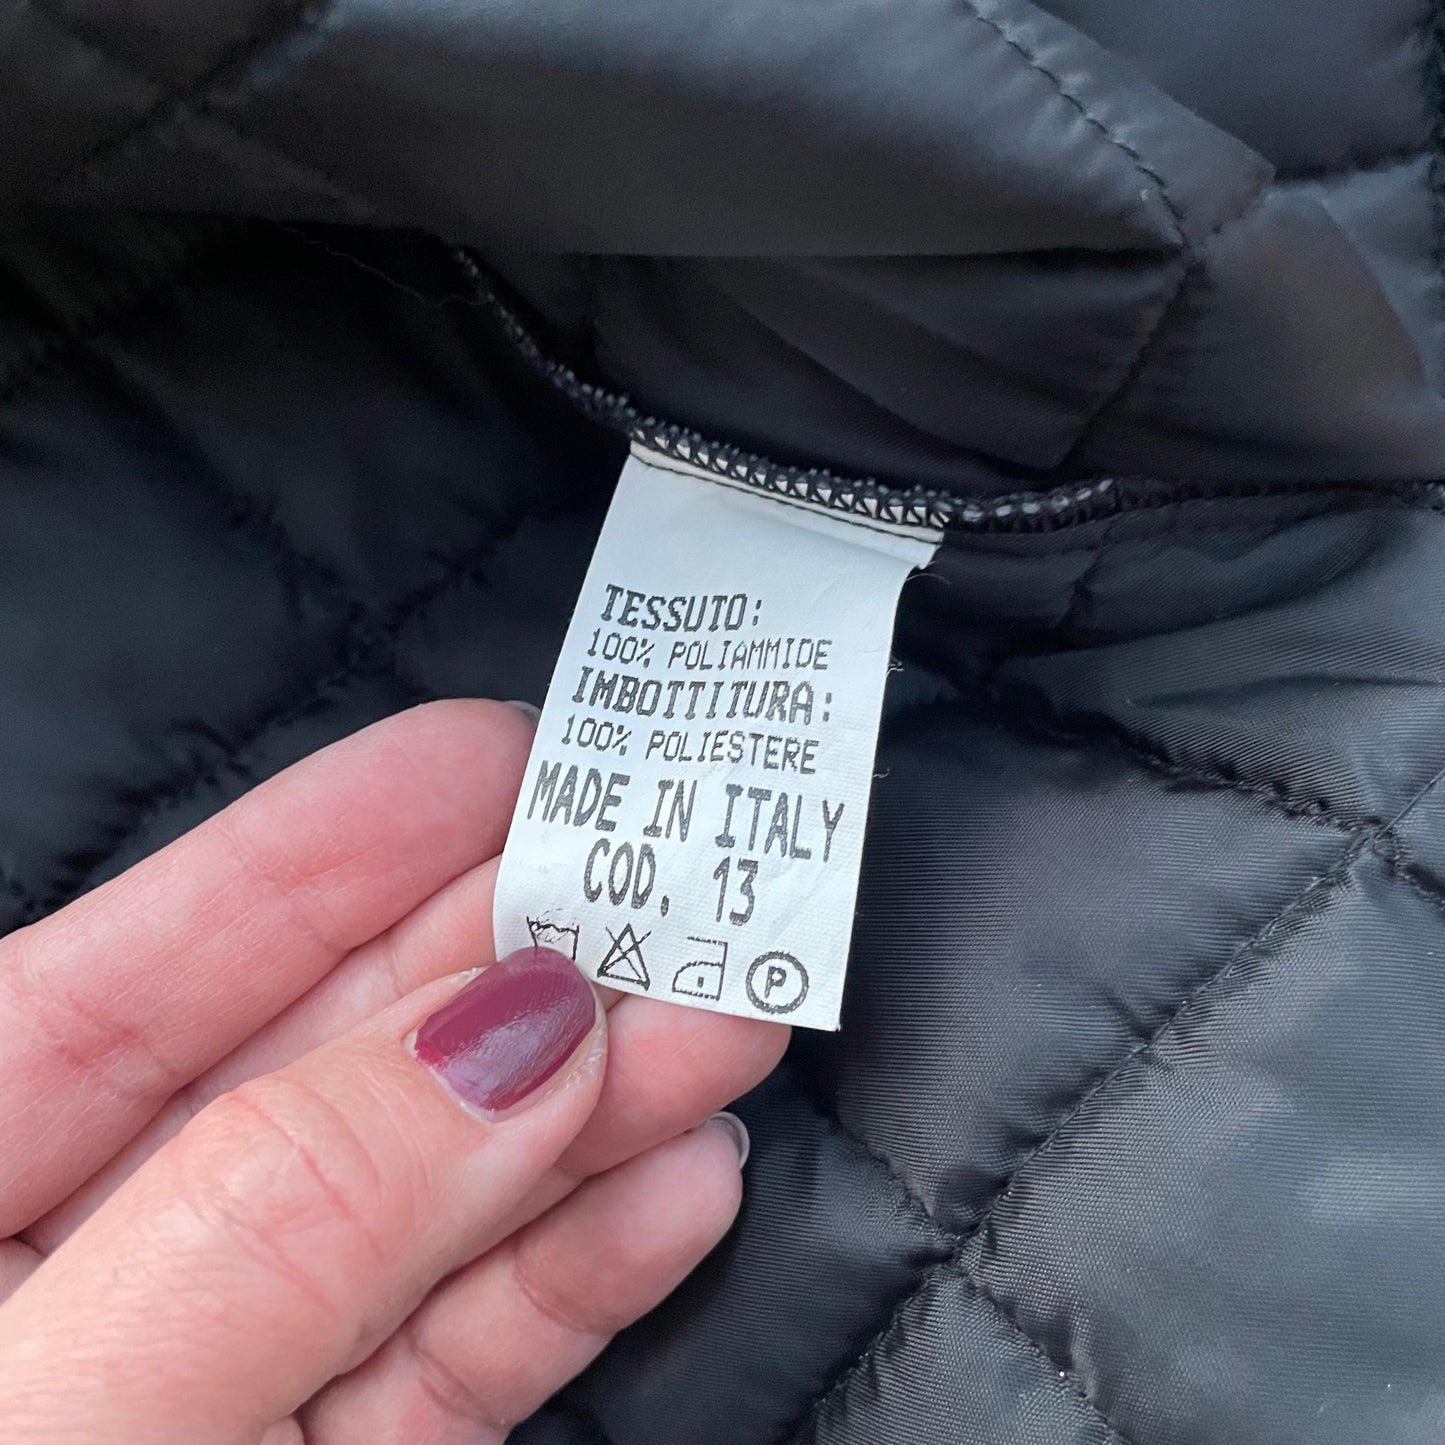 TESSUTO:
100% POLIAMMIDE
IMBOTTITURA:
100% POLIESTERE
MADE IN ITALY
COD. 13
P